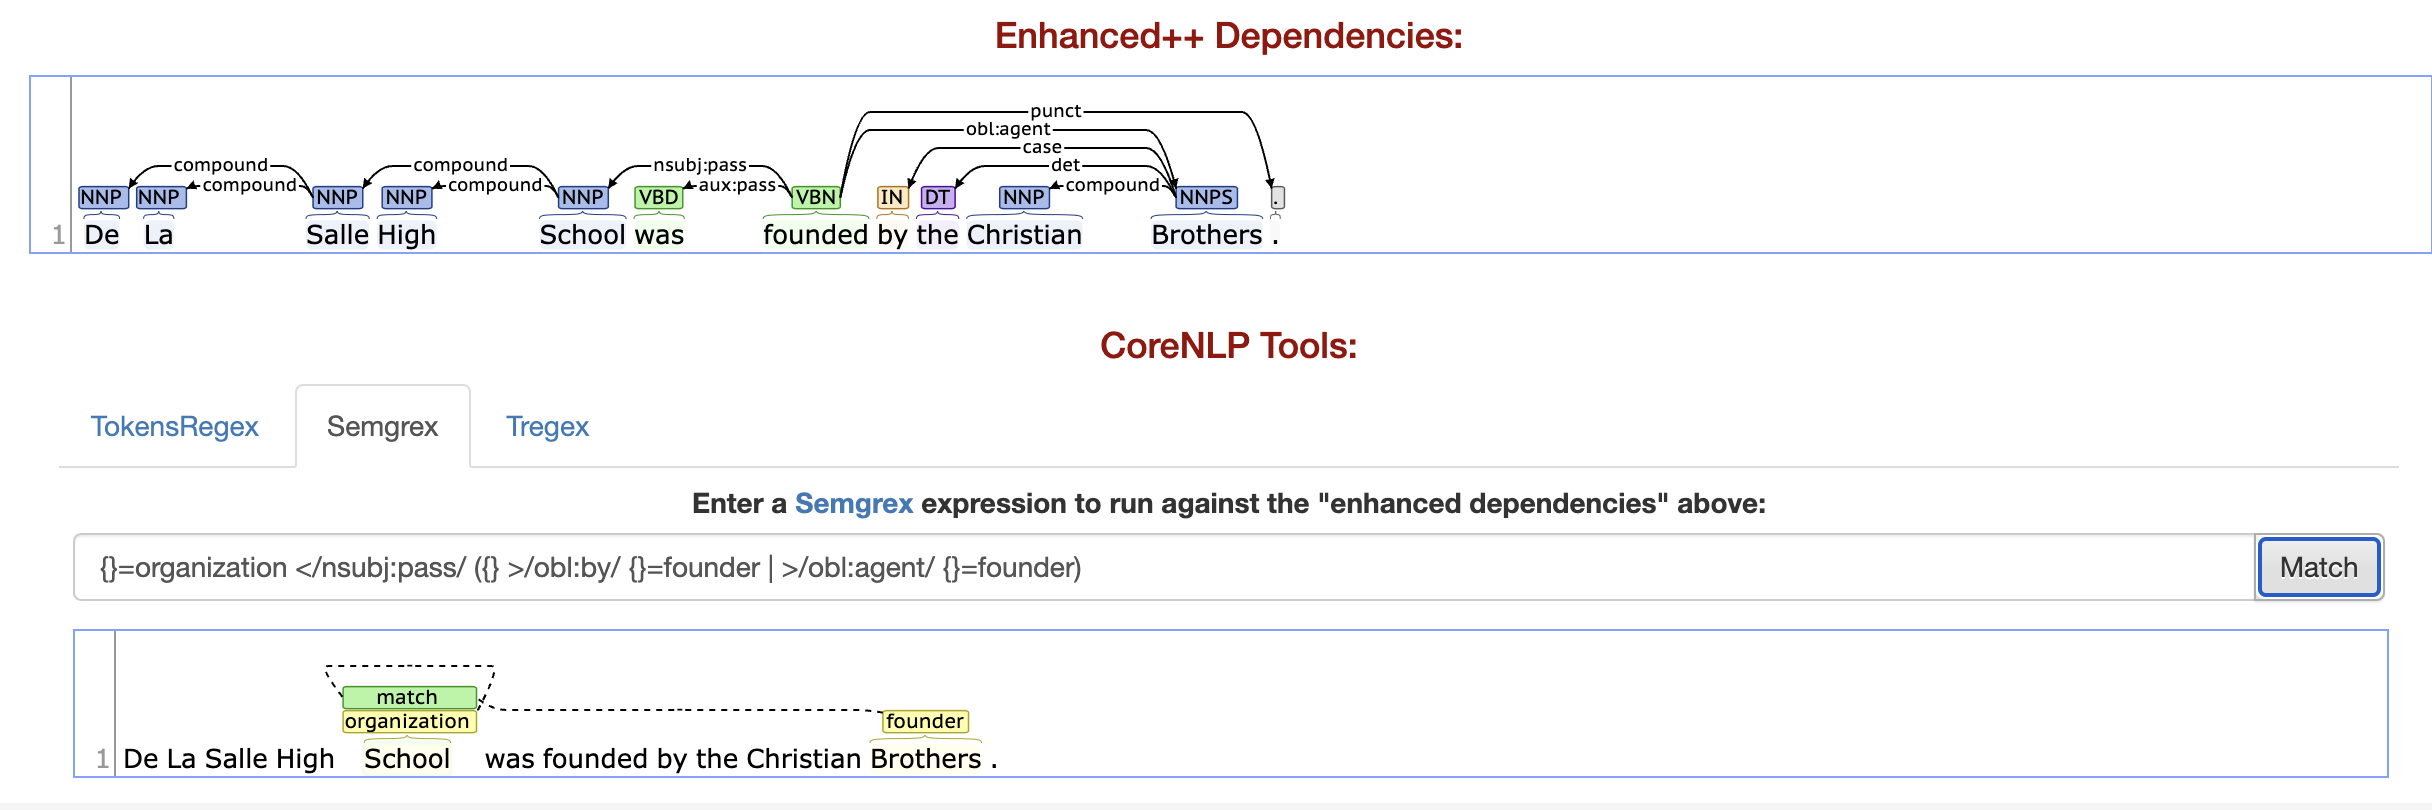 Enhanced++ Dependencies:
punct
obl:agent
case
compound compound nsubj:pass det
compound compound aux:pass compound
NNP NNP NNP NNP NNP VBD VBN IN DT NNP NNPS .
1 De La Salle High School was founded by the Christian Brothers .
CoreNLP Tools:
TokensRegex Semgrex Tregex
Enter a Semgrex expression to run against the "enhanced dependencies" above:
{}=organization </nsubj:pass/ ({} >/obl:by/ {}=founder | >/obl:agent/ {}=founder) Match
match
organization founder
1 De La Salle High School was founded by the Christian Brothers .